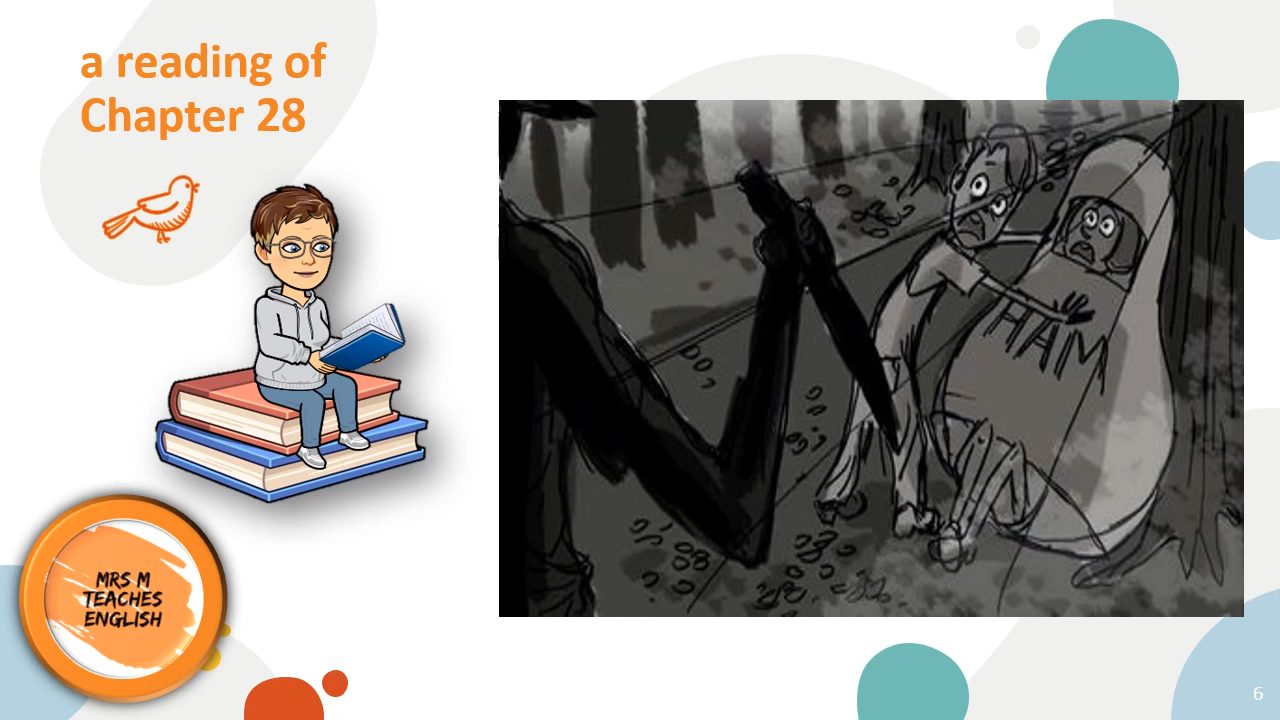 a reading of
Chapter 28
HAM
MRS M
TEACHES
ENGLISH
6